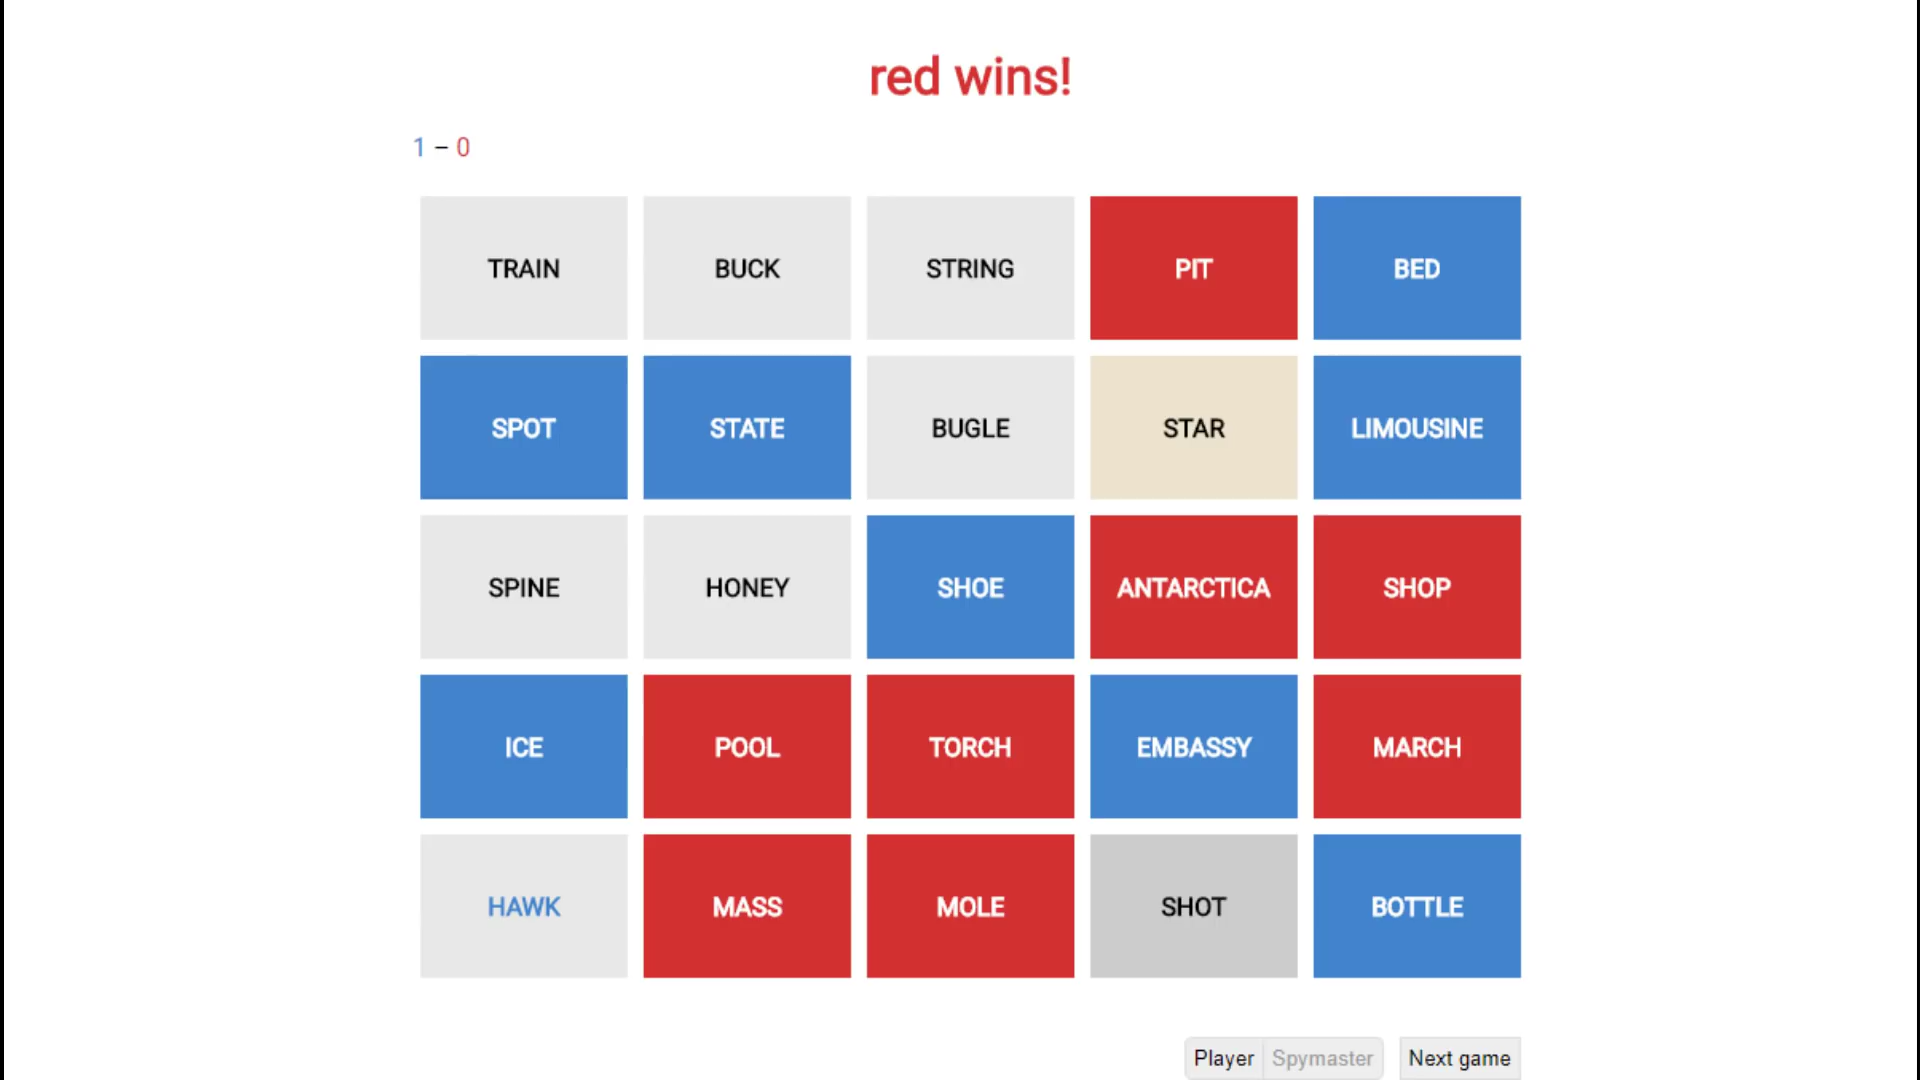 red wins!
1 – 0
TRAIN BUCK STRING PIT BED
SPOT STATE BUGLE STAR LIMOUSINE
SPINE HONEY SHOE ANTARCTICA SHOP
ICE POOL TORCH EMBASSY MARCH
HAWK MASS MOLE SHOT BOTTLE
Player Spymaster Next game